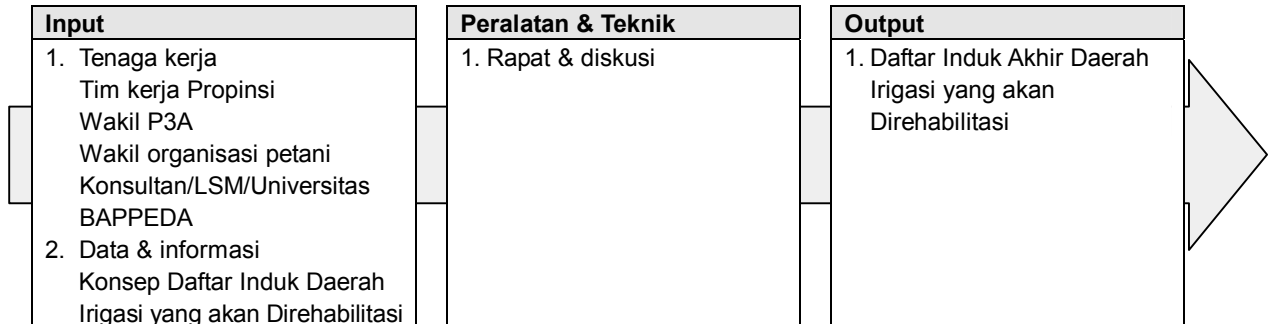 Input
1. Tenaga kerja
Tim kerja Propinsi
Wakil P3A
Wakil organisasi petani
Konsultan/LSM/Universitas
BAPPEDA
2. Data & informasi
Konsep Daftar Induk Daerah
Irigasi yang akan Direhabilitasi
Peralatan & Teknik
1. Rapat & diskusi
Output
1. Daftar Induk Akhir Daerah
Irigasi yang akan
Direhabilitasi